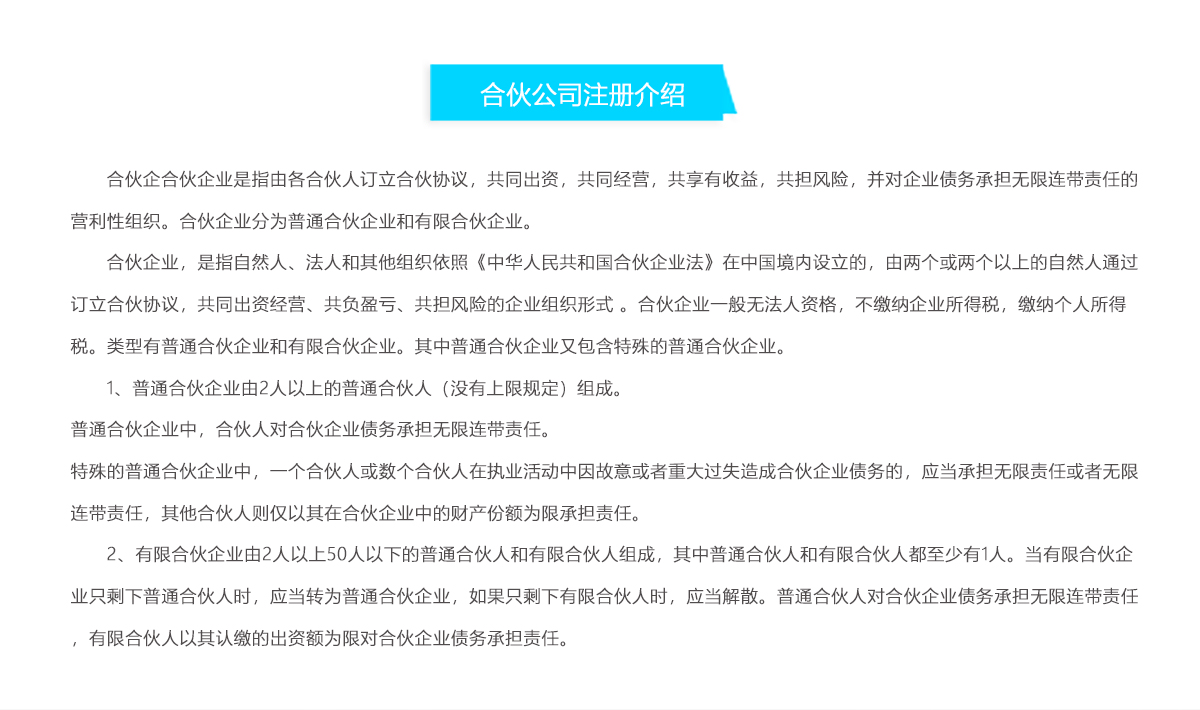 合伙公司注册介绍
合伙企合伙企业是指由各合伙人订立合伙协议，共同出资，共同经营，共享有收益，共担风险，并对企业债务承担无限连带责任的
营利性组织。合伙企业分为普通合伙企业和有限合伙企业。
合伙企业，是指自然人、法人和其他组织依照《中华人民共和国合伙企业法》在中国境内设立的，由两个或两个以上的自然人通过
订立合伙协议，共同出资经营、共负盈亏、共担风险的企业组织形式 。合伙企业一般无法人资格，不缴纳企业所得税，缴纳个人所得
税。类型有普通合伙企业和有限合伙企业。其中普通合伙企业又包含特殊的普通合伙企业。
1、普通合伙企业由2人以上的普通合伙人（没有上限规定）组成。
普通合伙企业中，合伙人对合伙企业债务承担无限连带责任。
特殊的普通合伙企业中，一个合伙人或数个合伙人在执业活动中因故意或者重大过失造成合伙企业债务的，应当承担无限责任或者无限
连带责任，其他合伙人则仅以其在合伙企业中的财产份额为限承担责任。
2、有限合伙企业由2人以上50人以下的普通合伙人和有限合伙人组成，其中普通合伙人和有限合伙人都至少有1人。当有限合伙企
业只剩下普通合伙人时，应当转为普通合伙企业，如果只剩下有限合伙人时，应当解散。普通合伙人对合伙企业债务承担无限连带责任
，有限合伙人以其认缴的出资额为限对合伙企业债务承担责任。